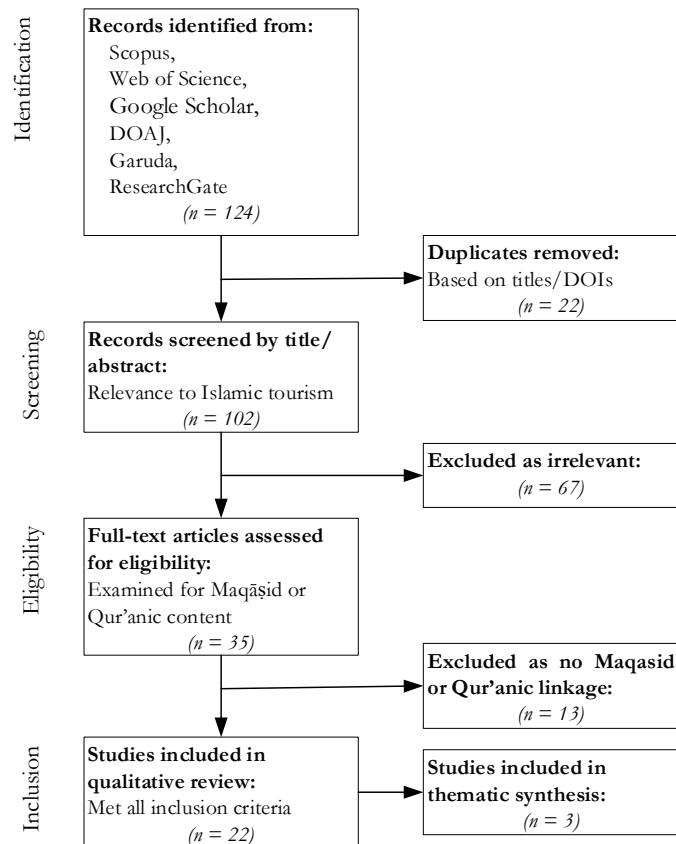 Identification
Records identified from:
Scopus,
Web of Science,
Google Scholar,
DOAJ,
Garuda,
ResearchGate
(n = 124)
Duplicates removed:
Based on titles/DOIs
(n = 22)
Screening
Records screened by title/
abstract:
Relevance to Islamic tourism
(n = 102)
Excluded as irrelevant:
(n = 67)
Eligibility
Full-text articles assessed
for eligibility:
Examined for Maqāṣid or
Qur’anic content
(n = 35)
Excluded as no Maqasid
or Qur’anic linkage:
(n = 13)
Inclusion
Studies included in
qualitative review:
Met all inclusion criteria
(n = 22)
Studies included in
thematic synthesis:
(n = 3)